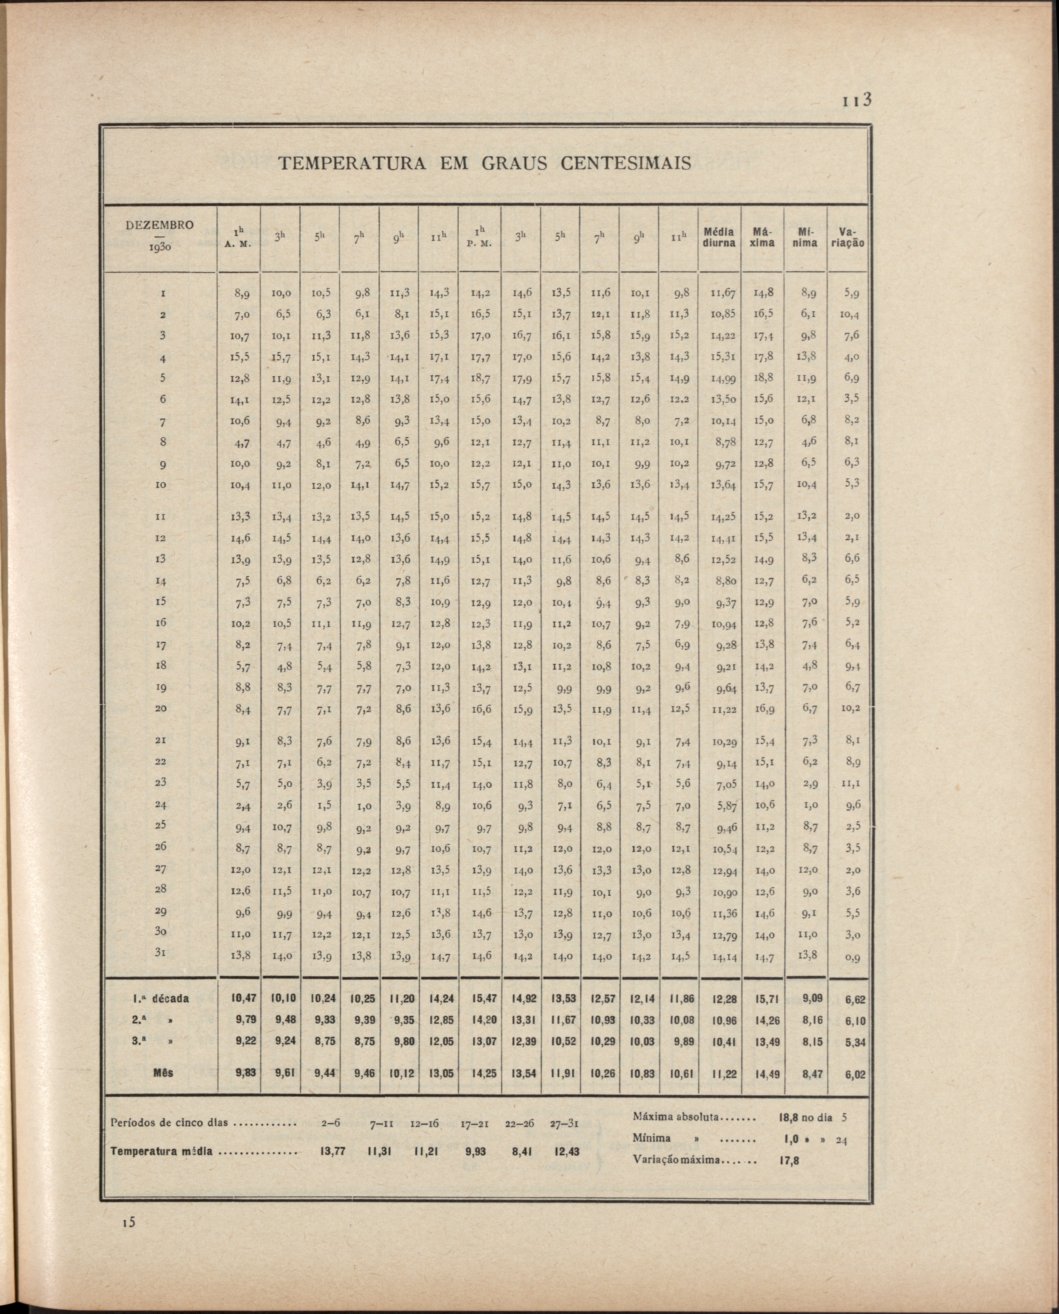 113
TEMPERATURA EM GRAUS CENTESIMAIS
DEZEMBRO — 1930 1h A. M. 3h 5h 7h 9h 11h 1h P. M. 3h 5h 7h 9h 11h Média diurna Má-xima Mí-nima Va-riação
1 8,9 10,0 10,5 9,8 11,3 14,3 14,2 14,6 13,5 11,6 10,1 9,8 11,67 14,8 8,9 5,9
2 7,0 6,5 6,3 6,1 8,1 15,1 16,5 15,1 13,7 12,1 11,8 11,3 10,85 16,5 6,1 10,4
3 10,7 10,1 11,3 11,8 13,6 15,3 17,0 16,7 16,1 15,8 15,9 15,2 14,22 17,4 9,8 7,6
4 15,5 15,7 15,1 14,3 14,1 17,1 17,7 17,0 15,6 14,2 13,8 14,3 15,31 17,8 13,8 4,0
5 12,8 11,9 13,1 12,9 14,1 17,4 18,7 17,9 15,7 15,8 15,4 14,9 14,99 18,8 11,9 6,9
6 14,1 12,5 12,2 12,8 13,8 15,0 15,6 14,7 13,8 12,7 12,6 12,2 13,50 15,6 12,1 3,5
7 10,6 9,4 9,2 8,6 9,3 13,4 15,0 13,4 10,2 8,7 8,0 7,2 10,14 15,0 6,8 8,2
8 4,7 4,7 4,6 4,9 6,5 9,6 12,1 12,7 11,4 11,1 11,2 10,1 8,78 12,7 4,6 8,1
9 10,0 9,2 8,1 7,2 6,5 10,0 12,2 12,1 11,0 10,1 9,9 10,2 9,72 12,8 6,5 6,3
10 10,4 11,0 12,0 14,1 14,7 15,2 15,7 15,0 14,3 13,6 13,6 13,4 13,64 15,7 10,4 5,3
11 13,3 13,4 13,2 13,5 14,5 15,0 15,2 14,8 14,5 14,5 14,5 14,5 14,25 15,2 13,2 2,0
12 14,6 14,5 14,4 14,0 13,6 14,4 15,5 14,8 14,4 14,3 14,3 14,2 14,41 15,5 13,4 2,1
13 13,9 13,9 13,5 12,8 13,6 14,9 15,1 14,0 11,6 10,6 9,4 8,6 12,52 14,9 8,3 6,6
14 7,5 6,8 6,2 6,2 7,8 11,6 12,7 11,3 9,8 8,6 8,3 8,2 8,80 12,7 6,2 6,5
15 7,3 7,5 7,3 7,0 8,3 10,9 12,9 12,0 10,4 9,4 9,3 9,0 9,37 12,9 7,0 5,9
16 10,2 10,5 11,1 11,9 12,7 12,8 12,3 11,9 11,2 10,7 9,2 7,9 10,94 12,8 7,6 5,2
17 8,2 7,4 7,4 7,8 9,1 12,0 13,8 12,8 10,2 8,6 7,5 6,9 9,28 13,8 7,4 6,4
18 5,7 4,8 5,4 5,8 7,3 12,0 14,2 13,1 11,2 10,8 10,2 9,4 9,21 14,2 4,8 9,4
19 8,8 8,3 7,7 7,7 7,0 11,3 13,7 12,5 9,9 9,9 9,2 9,6 9,64 13,7 7,0 6,7
20 8,4 7,7 7,1 7,2 8,6 13,6 16,6 15,9 13,5 11,9 11,4 12,5 11,22 16,9 6,7 10,2
21 9,1 8,3 7,6 7,9 8,6 13,6 15,4 14,4 11,3 10,1 9,1 7,4 10,29 15,4 7,3 8,1
22 7,1 7,1 6,2 7,2 8,4 11,7 15,1 12,7 10,7 8,3 8,1 7,4 9,14 15,1 6,2 8,9
23 5,7 5,0 3,9 3,5 5,5 11,4 14,0 11,8 8,0 6,4 5,1 5,6 7,05 14,0 2,9 11,1
24 2,4 2,6 1,5 1,0 3,9 8,9 10,6 9,3 7,1 6,5 7,5 7,0 5,87 10,6 1,0 9,6
25 9,4 10,7 9,8 9,2 9,2 9,7 9,7 9,8 9,4 8,8 8,7 8,7 9,46 11,2 8,7 2,5
26 8,7 8,7 8,7 9,2 9,7 10,6 10,7 11,2 12,0 12,0 12,0 12,1 10,54 12,2 8,7 3,5
27 12,0 12,1 12,1 12,2 12,8 13,5 13,9 14,0 13,6 13,3 13,0 12,8 12,94 14,0 12,0 2,0
28 12,6 11,5 11,0 10,7 10,7 11,1 11,5 12,2 11,9 10,1 9,0 9,3 10,90 12,6 9,0 3,6
29 9,6 9,9 9,4 9,4 12,6 13,8 14,6 13,7 12,8 11,0 10,6 10,6 11,36 14,6 9,1 5,5
30 11,0 11,7 12,2 12,1 12,5 13,6 13,7 13,0 13,9 12,7 13,0 13,4 12,79 14,0 11,0 3,0
31 13,8 14,0 13,9 13,8 13,9 14,7 14,6 14,2 14,0 14,0 14,2 14,5 14,14 14,7 13,8 0,9
1.ª década 10,47 10,10 10,24 10,25 11,20 14,24 15,47 14,92 13,53 12,57 12,14 11,86 12,28 15,71 9,09 6,62
2.ª » 9,79 9,48 9,33 9,39 9,35 12,85 14,20 13,31 11,67 10,93 10,33 10,08 10,96 14,26 8,16 6,10
3.ª » 9,22 9,24 8,75 8,75 9,80 12,05 13,07 12,39 10,52 10,29 10,03 9,89 10,41 13,49 8,15 5,34
Mês 9,83 9,61 9,44 9,46 10,12 13,05 14,25 13,54 11,91 10,26 10,83 10,61 11,22 14,49 8,47 6,02
Períodos de cinco dias ............ 2—6 7—11 12—16 17—21 22—26 27—31
Temperatura média ............... 13,77 11,31 11,21 9,93 8,41 12,43
Máxima absoluta....... 18,8 no dia 5
Mínima » ....... 1,0 » » 24
Variação máxima....... 17,8
15